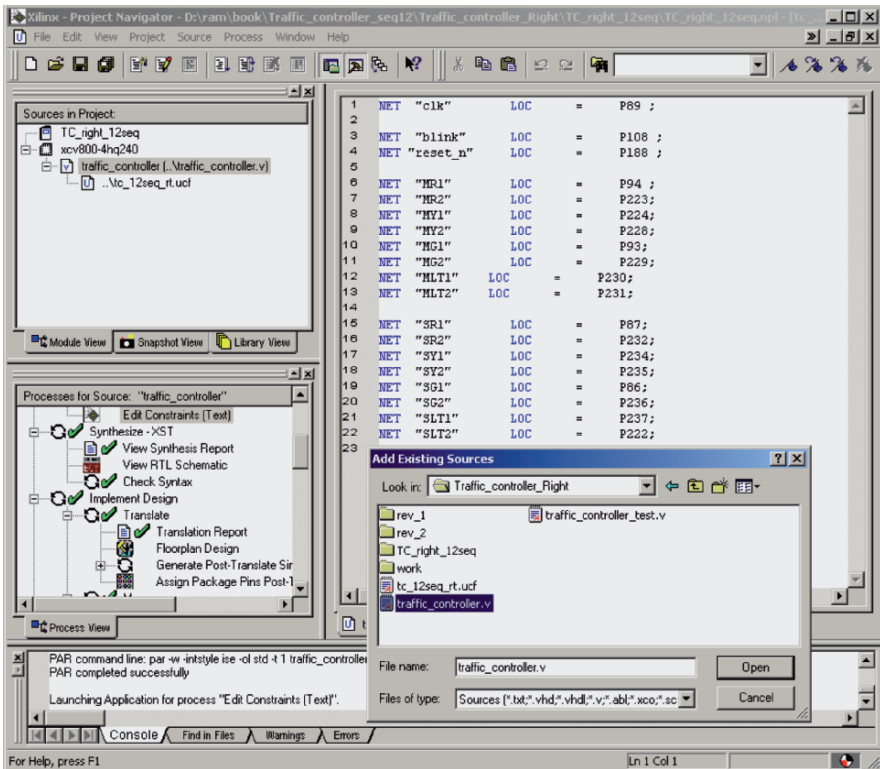 Xilinx - Project Navigator - D:\ram\book\Traffic_controller_seq12\Traffic_controller_Right\TC_right_12seq\TC_right_12seq.npl - [tc_...
File Edit View Project Source Process Window Help
Sources in Project:
TC_right_12seq
xcv800-4hq240
traffic_controller (..\traffic_controller.v)
..\tc_12seq_rt.ucf
Module View Snapshot View Library View
Processes for Source: "traffic_controller"
Edit Constraints (Text)
Synthesize - XST
View Synthesis Report
View RTL Schematic
Check Syntax
Implement Design
Translate
Translation Report
Floorplan Design
Generate Post-Translate Sir
Assign Package Pins Post-T
Process View
1 NET "clk" LOC = P89 ;
2
3 NET "blink" LOC = P108 ;
4 NET "reset_n" LOC = P188 ;
5
6 NET "MR1" LOC = P94 ;
7 NET "MR2" LOC = P223;
8 NET "MY1" LOC = P224;
9 NET "MY2" LOC = P228;
10 NET "MG1" LOC = P93;
11 NET "MG2" LOC = P229;
12 NET "MLT1" LOC = P230;
13 NET "MLT2" LOC = P231;
14
15 NET "SR1" LOC = P87;
16 NET "SR2" LOC = P232;
17 NET "SY1" LOC = P234;
18 NET "SY2" LOC = P235;
19 NET "SG1" LOC = P86;
20 NET "SG2" LOC = P236;
21 NET "SLT1" LOC = P237;
22 NET "SLT2" LOC = P222;
23
Add Existing Sources
Look in: Traffic_controller_Right
rev_1 traffic_controller_test.v
rev_2
TC_right_12seq
work
tc_12seq_rt.ucf
traffic_controller.v
File name: traffic_controller.v Open
Files of type: Sources (*.txt;*.vhd;*.vhdl;*.v;*.abl;*.xco;*.sc Cancel
PAR command line: par -w -intstyle ise -ol std -t 1 traffic_controller
PAR completed successfully
Launching Application for process "Edit Constraints (Text)".
Console Find in Files Warnings Errors
For Help, press F1 Ln 1 Col 1